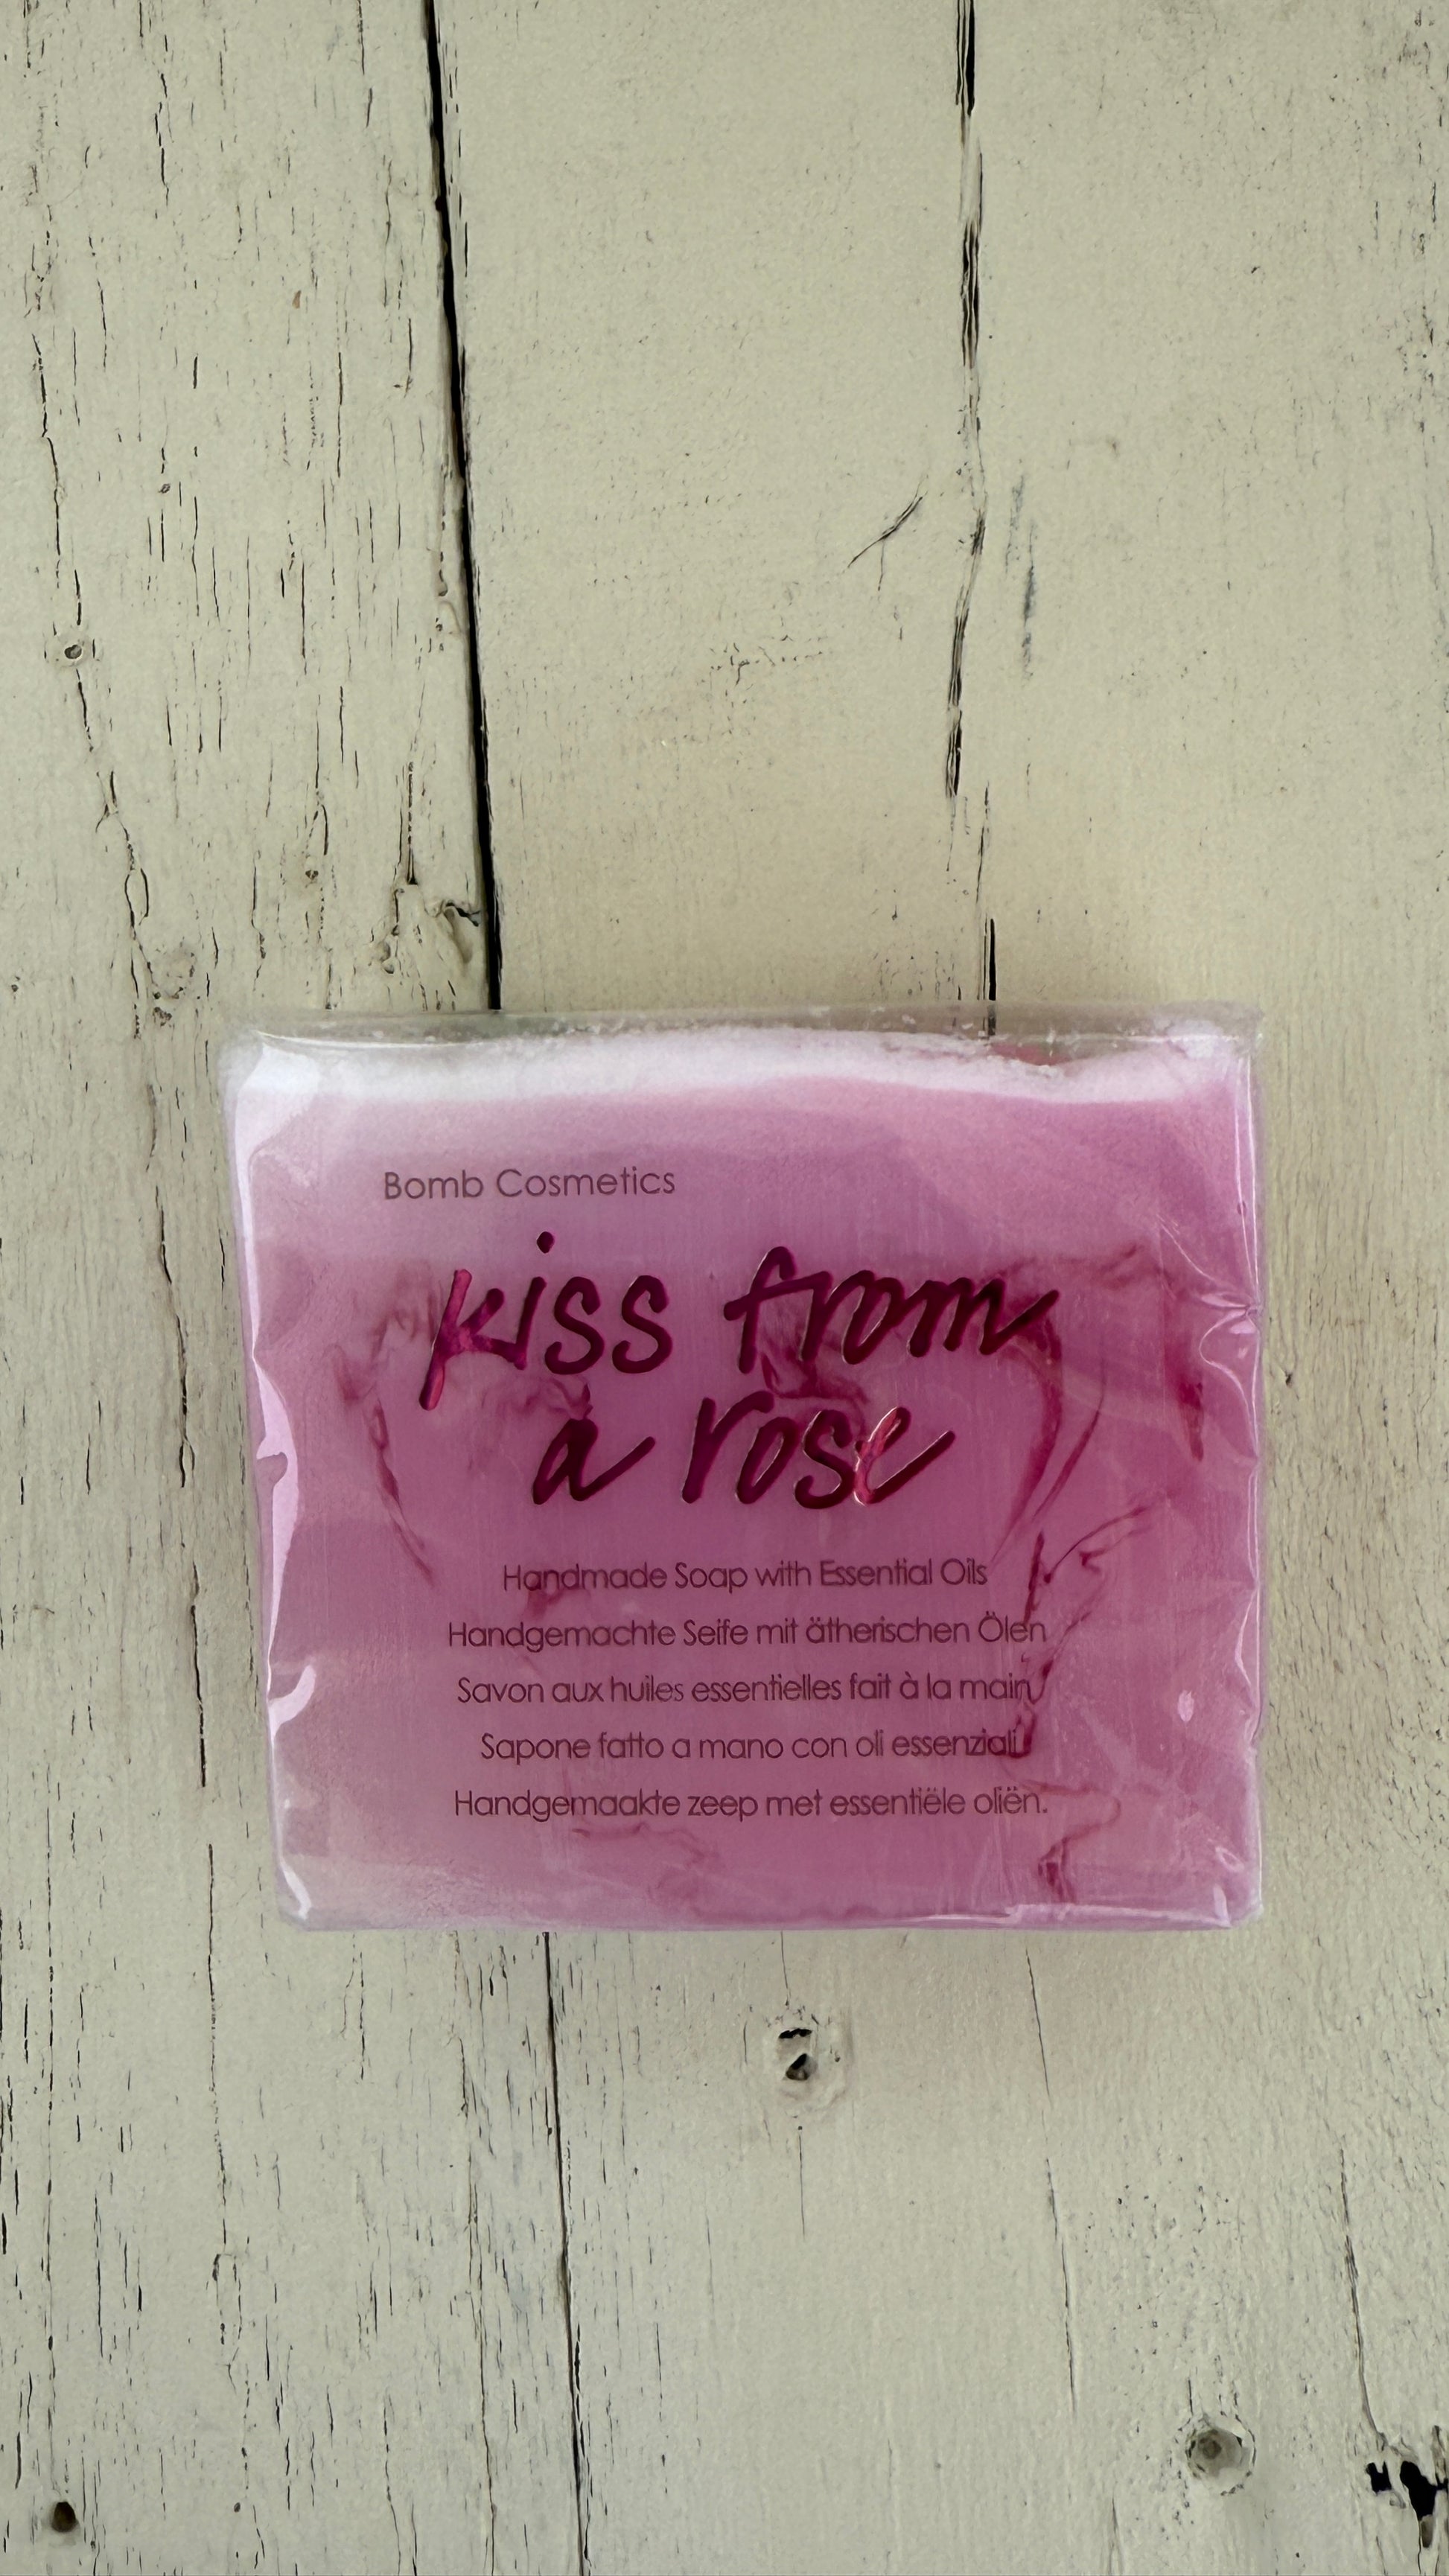 Bomb Cosmetics
kiss from
a rose
Handmade Soap with Essential Oils
Handgemachte Seife mit ätherischen Ölen
Savon aux huiles essentielles fait à la main
Sapone fatto a mano con oli essenziali
Handgemaakte zeep met essentiële oliën.